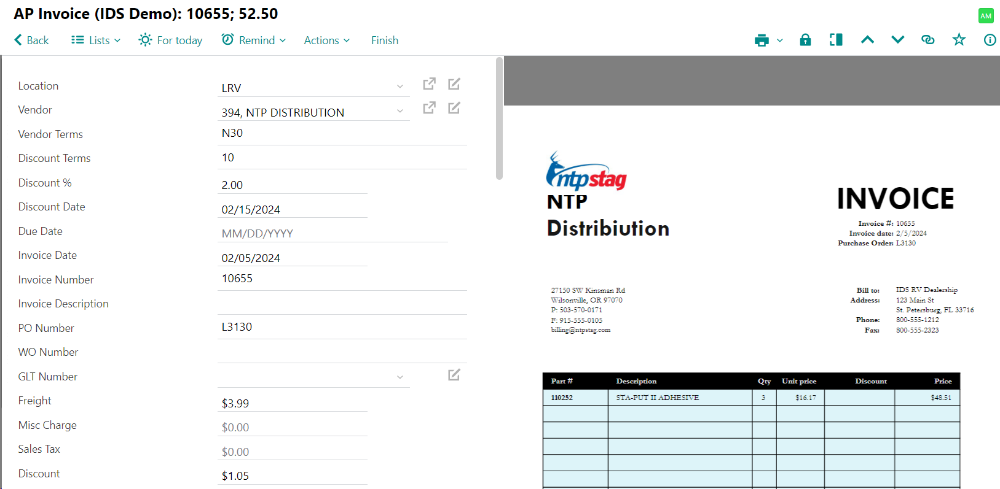 AP Invoice (IDS Demo): 10655; 52.50
AM
Back Lists For today Remind Actions Finish
Location LRV
Vendor 394, NTP DISTRIBUTION
Vendor Terms N30
Discount Terms 10
Discount % 2.00
Discount Date 02/15/2024
Due Date MM/DD/YYYY
Invoice Date 02/05/2024
Invoice Number 10655
Invoice Description
PO Number L3130
WO Number
GLT Number
Freight $3.99
Misc Charge $0.00
Sales Tax $0.00
Discount $1.05
ntpstag
NTP
Distribiution
INVOICE
Invoice #: 10655
Invoice date: 2/5/2024
Purchase Order: L3130
27150 SW Kinsman Rd
Wilsonville, OR 97070
P: 503-570-0171
F: 915-555-0105
billing@ntpstag.com
Bill to: IDS RV Dealership
Address: 123 Main St
St. Petersburg, FL 33716
Phone: 800-555-1212
Fax: 800-555-2323
Part # Description Qty Unit price Discount Price
110252 STA-PUT II ADHESIVE 3 $16.17 $48.51